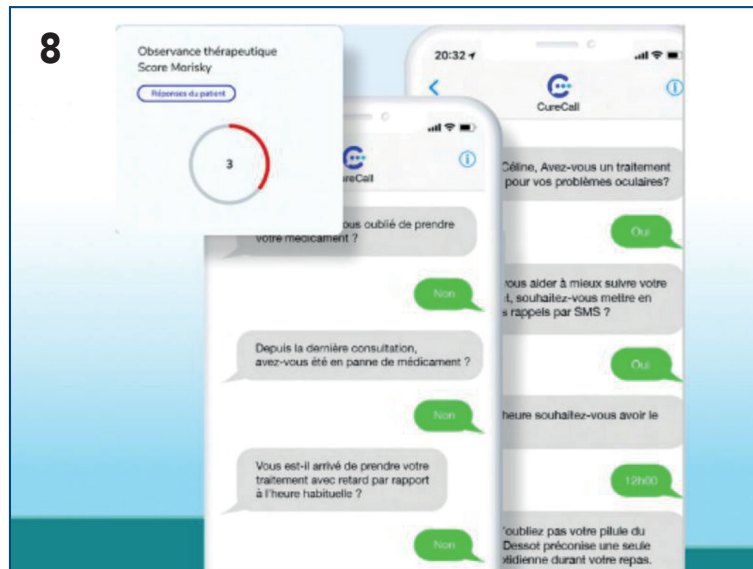 8
Observance thérapeutique
Score Morisky
Réponses du patient
3
reCall
ous oublié de prendre
votre médicament ?
Non
Depuis la dernière consultation,
avez-vous été en panne de médicament ?
Non
Vous est-il arrivé de prendre votre
traitement avec retard par rapport
à l'heure habituelle ?
Non
20:32
CureCall
Céline, Avez-vous un traitement
pour vos problèmes oculaires?
Oui
vous aider à mieux suivre votre
t, souhaitez-vous mettre en
s rappels par SMS ?
Oui
heure souhaitez-vous avoir le
12h00
'oubliez pas votre pilule du
Dessot préconise une seule
otidienne durant votre repas.